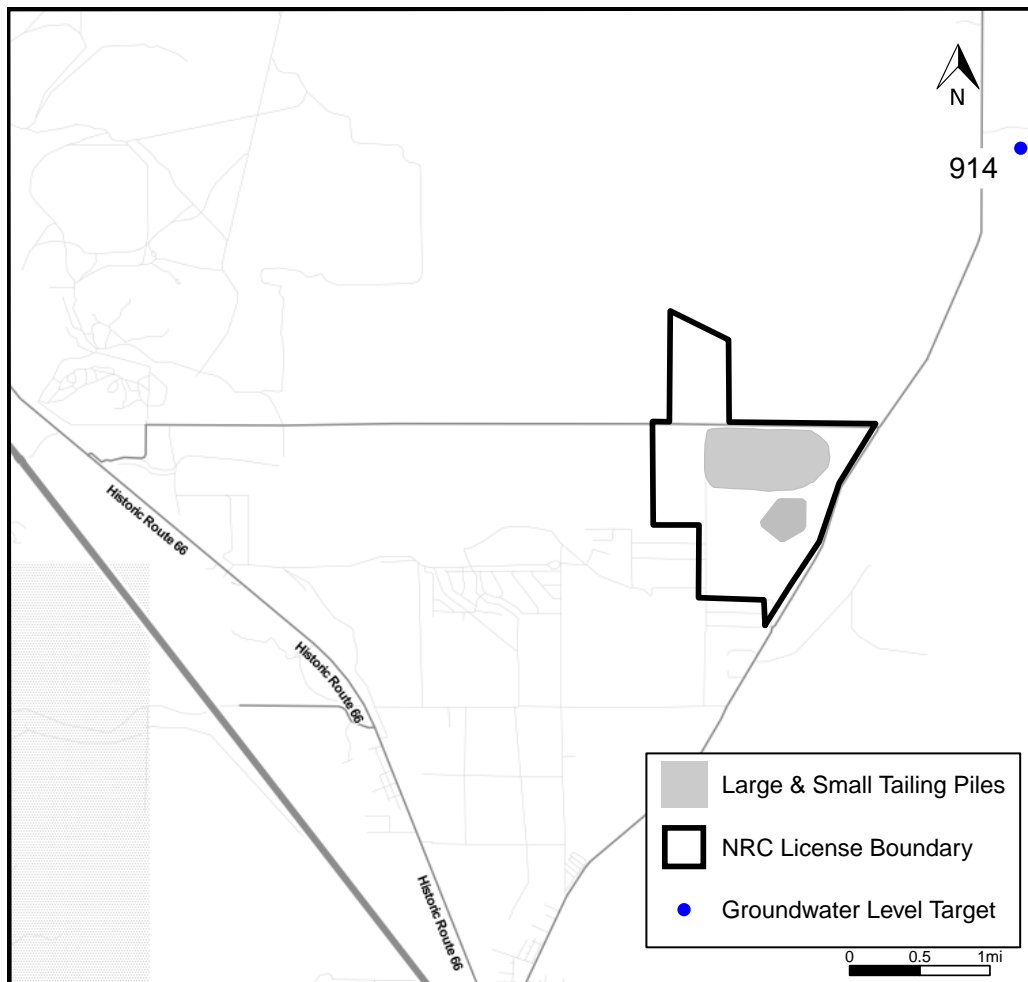 N
914
Historic Route 66
Historic Route 66
Historic Route 66
Large & Small Tailing Piles
NRC License Boundary
Groundwater Level Target
0 0.5 1mi